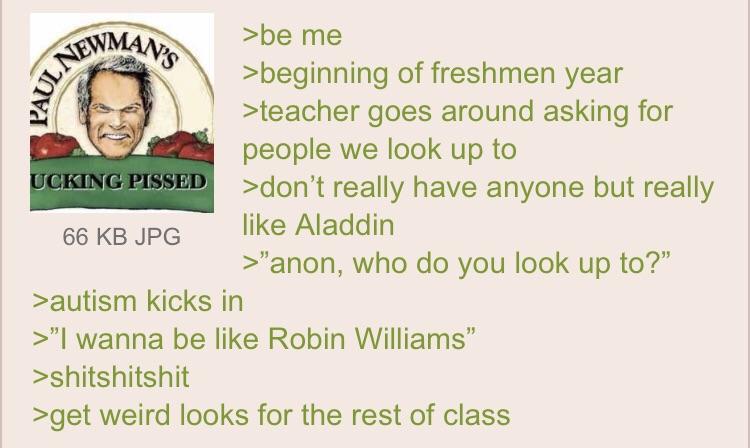 PAUL NEWMAN'S
UCKING PISSED
66 KB JPG
>be me
>beginning of freshmen year
>teacher goes around asking for
people we look up to
>don’t really have anyone but really
like Aladdin
>”anon, who do you look up to?”
>autism kicks in
>”I wanna be like Robin Williams”
>shitshitshit
>get weird looks for the rest of class